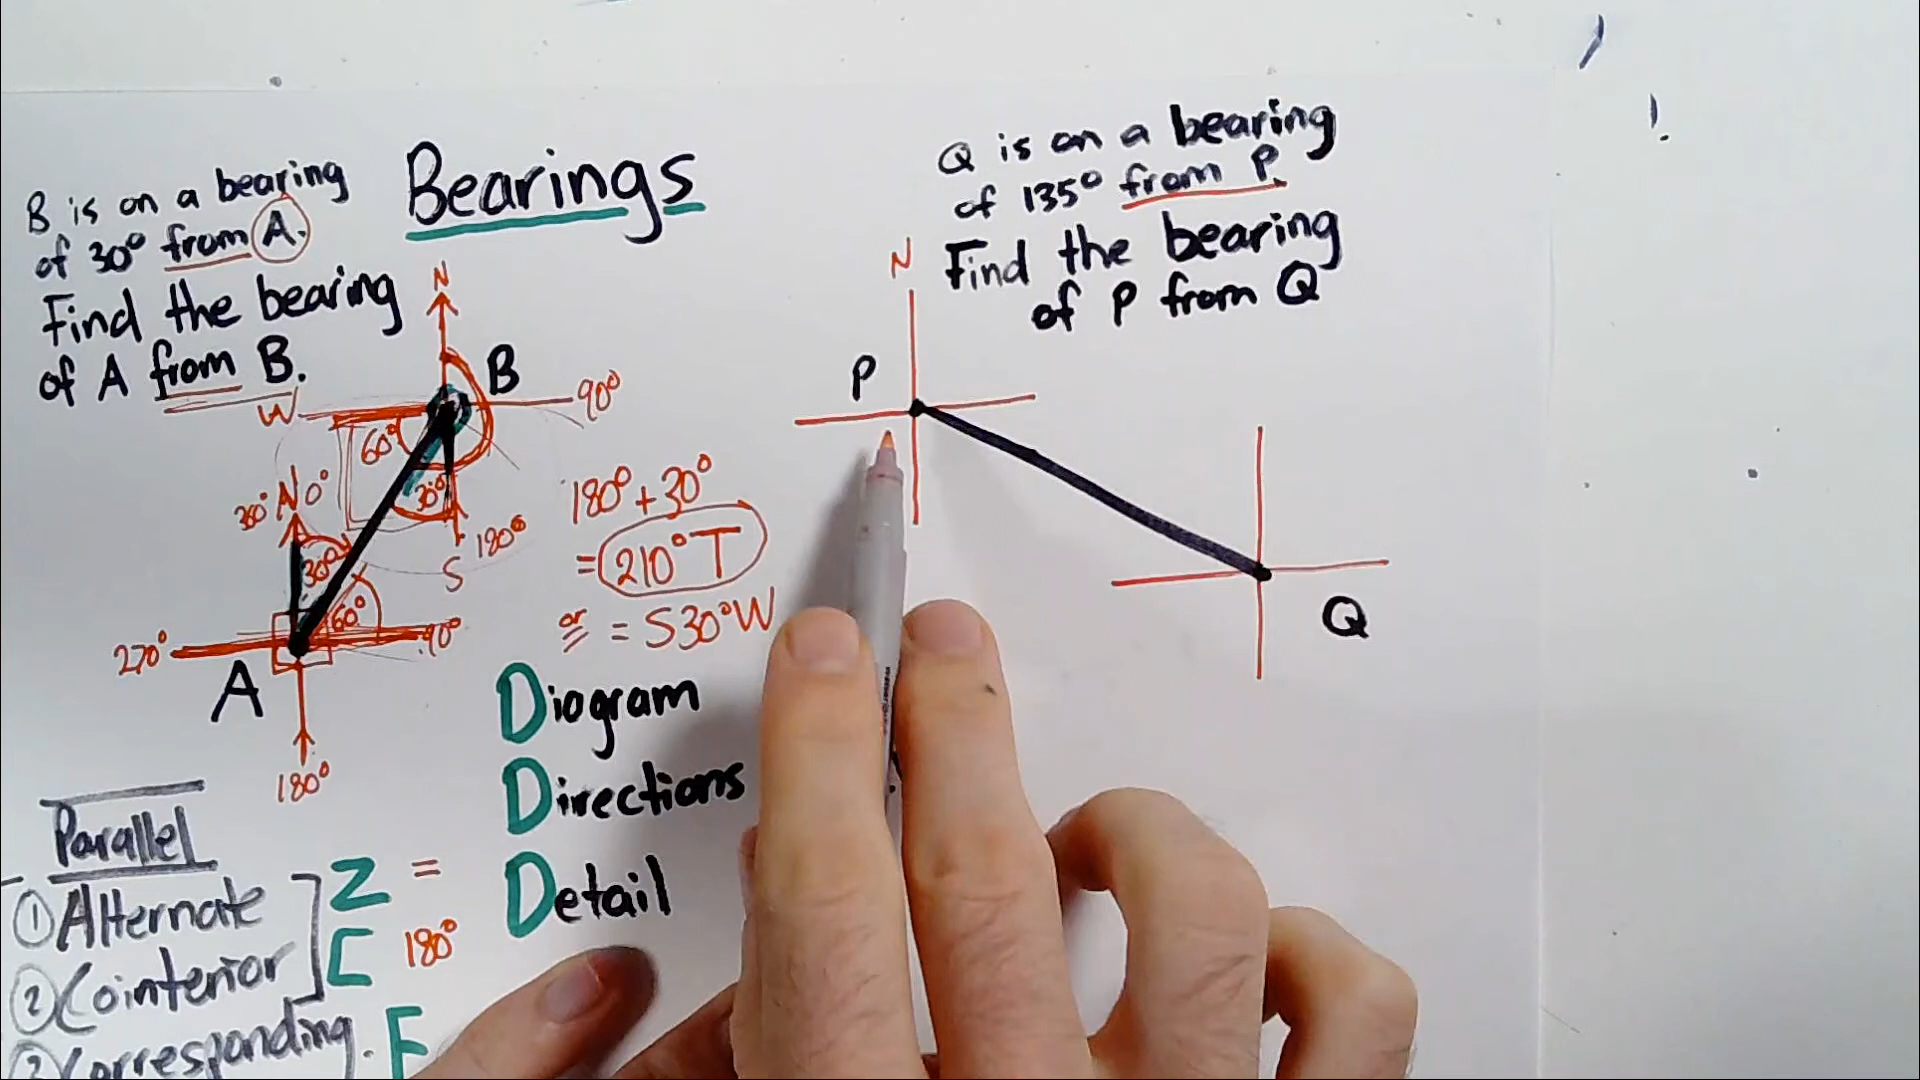 Bearings
B is on a bearing
of 30° from A.
Find the bearing
of A from B.
N
B
W
90°
60°
30°
180°
S
360° N 0°
30°
60°
270°
90°
A
180°
180° + 30°
= 210° T
or = S30°W
Diagram
Directions
Detail
Parallel
① Alternate
② Cointerior
③ Corresponding.
Z =
C 180°
F
Q is on a bearing
of 135° from P.
Find the bearing
of P from Q
N
P
Q